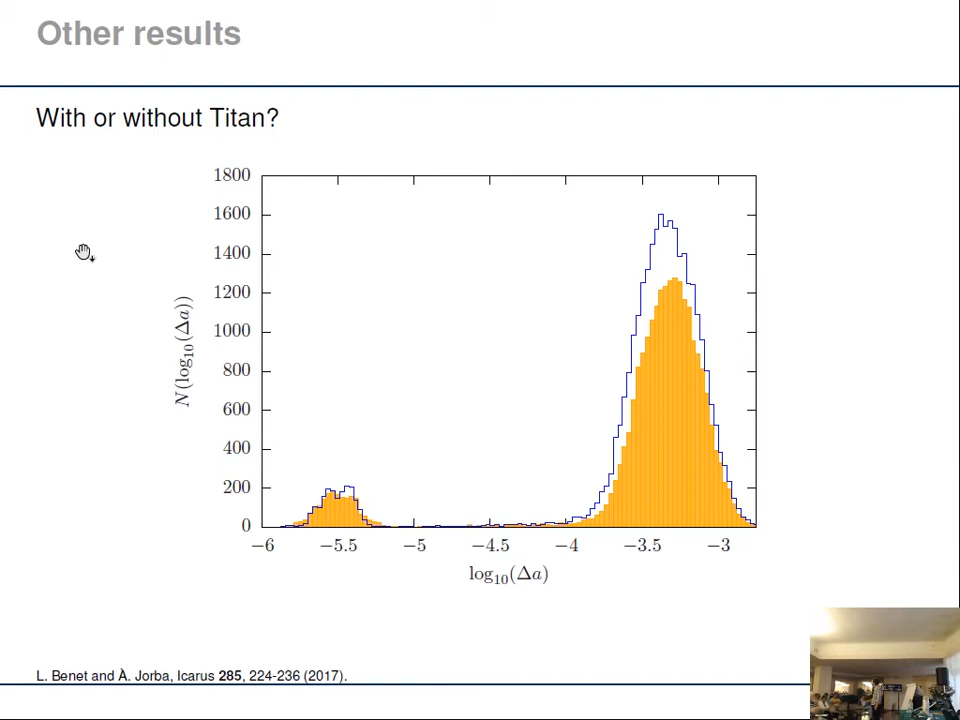 Other results
With or without Titan?
1800
1600
1400
1200
1000
800
600
400
200
0
N(log₁₀(Δa))
−6 −5.5 −5 −4.5 −4 −3.5 −3
log₁₀(Δa)
L. Benet and À. Jorba, Icarus 285, 224-236 (2017).